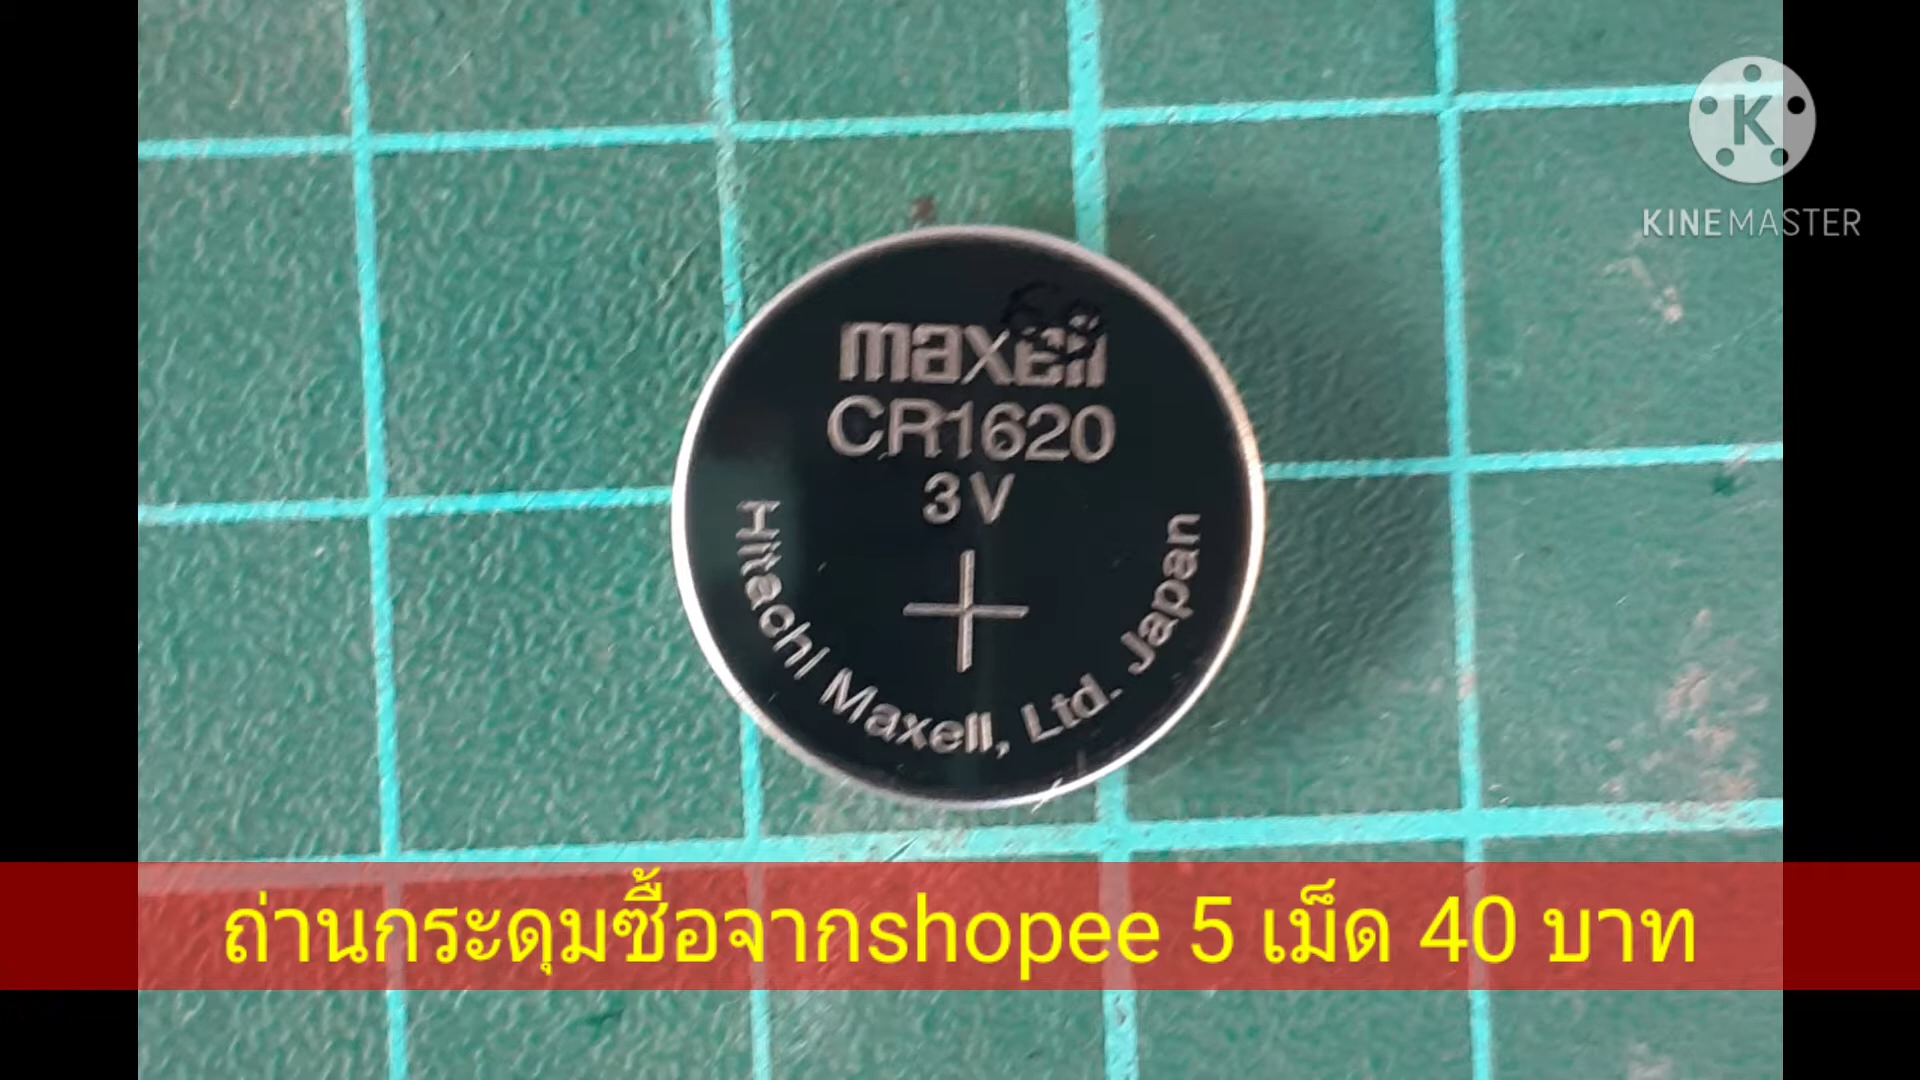 K
KINEMASTER
maxell
CR1620
3V
+
Hitachi Maxell, Ltd. Japan
ถ่านกระดุมซื้อจากshopee 5 เม็ด 40 บาท